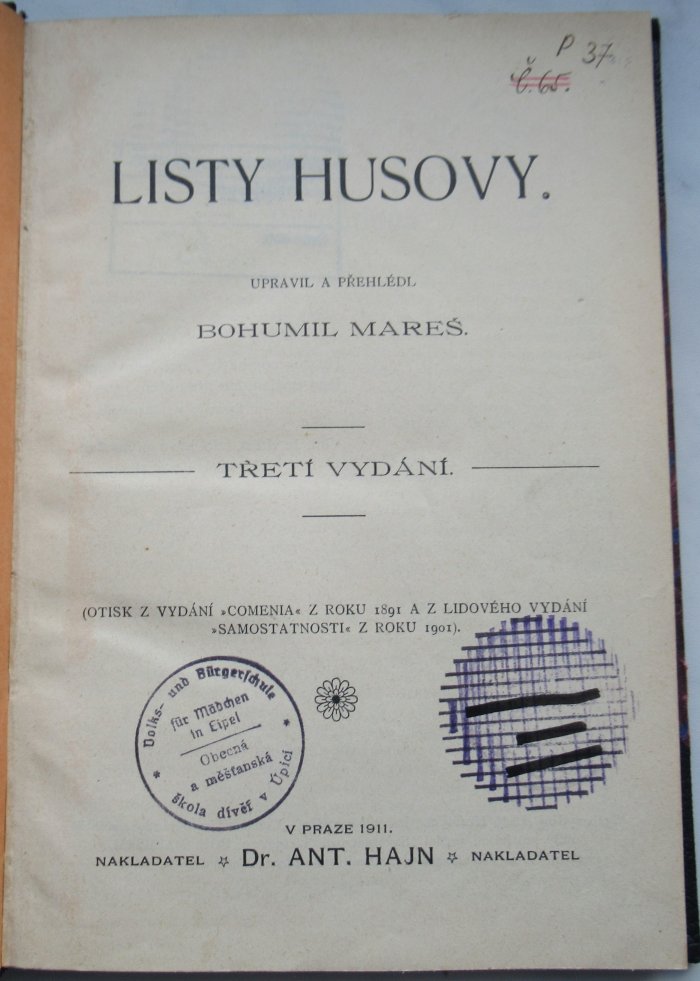 P 37
Č. 65.
LISTY HUSOVY.
UPRAVIL A PŘEHLÉDL
BOHUMIL MAREŠ.
TŘETÍ VYDÁNÍ.
(OTISK Z VYDÁNÍ »COMENIA« Z ROKU 1891 A Z LIDOVÉHO VYDÁNÍ
»SAMOSTATNOSTI« Z ROKU 1901).
Volks- und Bürgerschule
für Mädchen
in Eipel
Obecná
a měšťanská
škola dívčí v Úpici
V PRAZE 1911.
NAKLADATEL ☆ Dr. ANT. HAJN ☆ NAKLADATEL